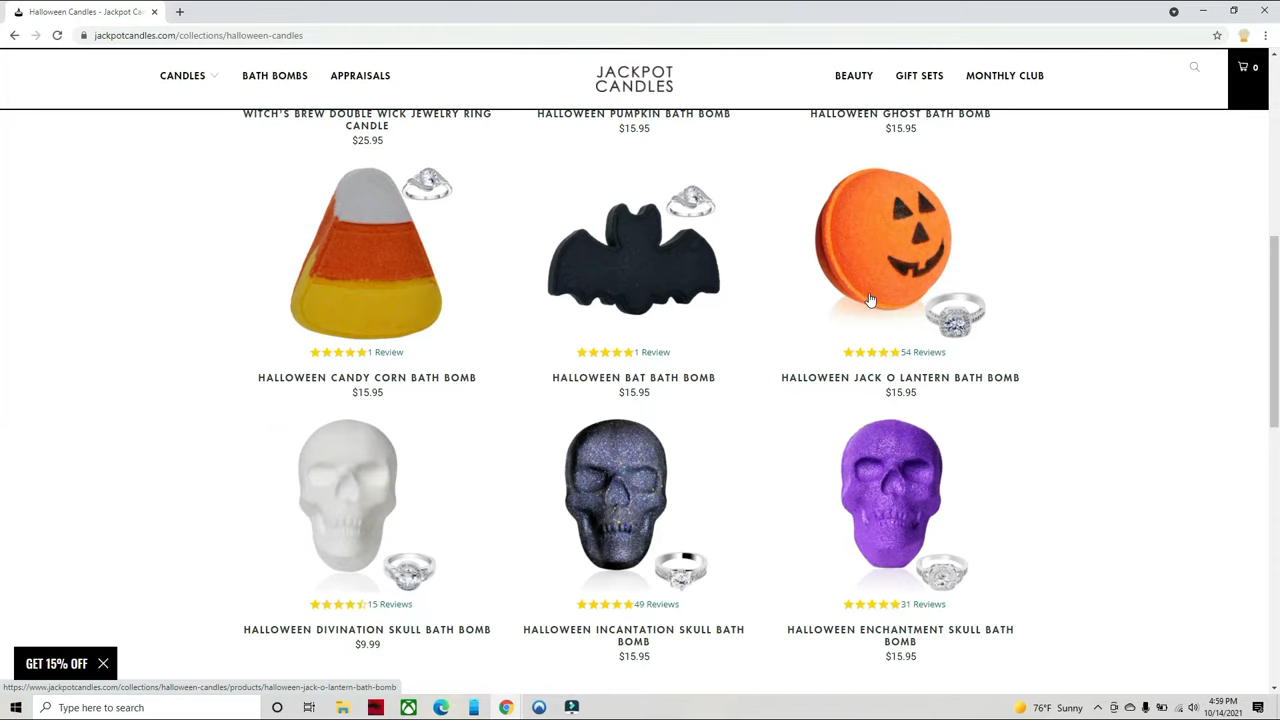 Halloween Candles - Jackpot Ca
jackpotcandles.com/collections/halloween-candles
CANDLES BATH BOMBS APPRAISALS
JACKPOT
CANDLES
BEAUTY GIFT SETS MONTHLY CLUB
0
WITCH'S BREW DOUBLE WICK JEWELRY RING
CANDLE
$25.95
HALLOWEEN PUMPKIN BATH BOMB
$15.95
HALLOWEEN GHOST BATH BOMB
$15.95
1 Review
HALLOWEEN CANDY CORN BATH BOMB
$15.95
1 Review
HALLOWEEN BAT BATH BOMB
$15.95
54 Reviews
HALLOWEEN JACK O LANTERN BATH BOMB
$15.95
15 Reviews
HALLOWEEN DIVINATION SKULL BATH BOMB
$9.99
49 Reviews
HALLOWEEN INCANTATION SKULL BATH
BOMB
$15.95
31 Reviews
HALLOWEEN ENCHANTMENT SKULL BATH
BOMB
$15.95
GET 15% OFF
https://www.jackpotcandles.com/collections/halloween-candles/products/halloween-jack-o-lantern-bath-bomb
Type here to search
76°F Sunny
4:59 PM
10/14/2021